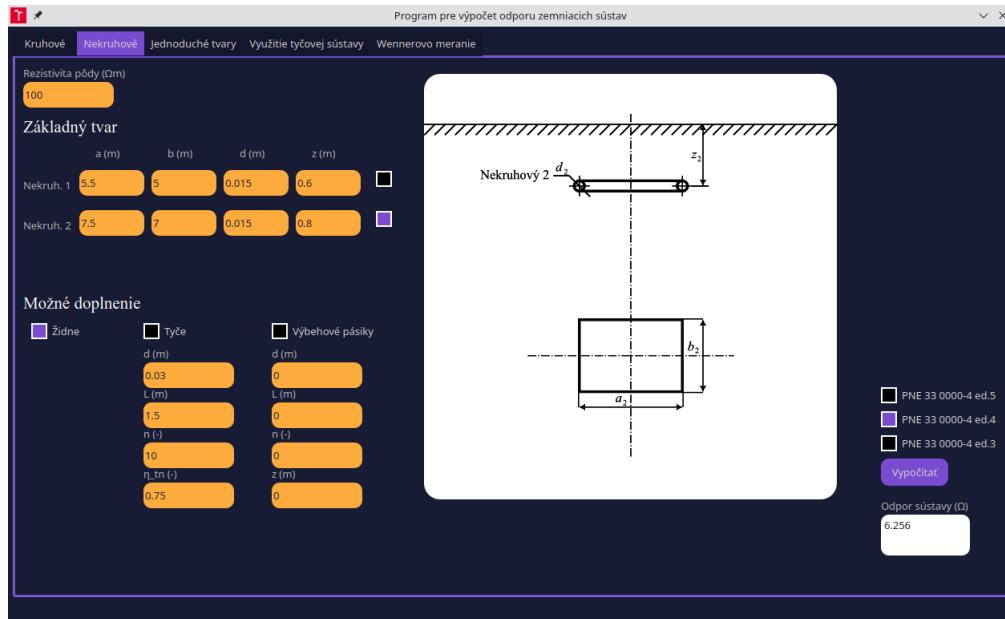 Program pre výpočet odporu zemniacich sústav
Kruhové Nekruhové Jednoduché tvary Využitie tyčovej sústavy Wennerovo meranie
Rezistivita pôdy (Ωm)
100
Základný tvar
a (m) b (m) d (m) z (m)
Nekruh. 1 5.5 5 0.015 0.6
Nekruh. 2 7.5 7 0.015 0.8
Možné doplnenie
Židne Tyče Výbehové pásiky
d (m) d (m)
0.03 0
L (m) L (m)
1.5 0
n (-) n (-)
10 0
η_tn (-) z (m)
0.75 0
z₂
Nekruhový 2 d₂
b₂
a₂
PNE 33 0000-4 ed.5
PNE 33 0000-4 ed.4
PNE 33 0000-4 ed.3
Vypočítať
Odpor sústavy (Ω)
6.256